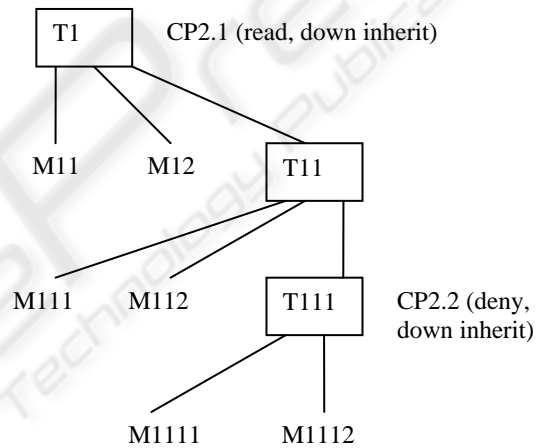 T1
CP2.1 (read, down inherit)
M11
M12
T11
M111
M112
T111
CP2.2 (deny,
down inherit)
M1111
M1112